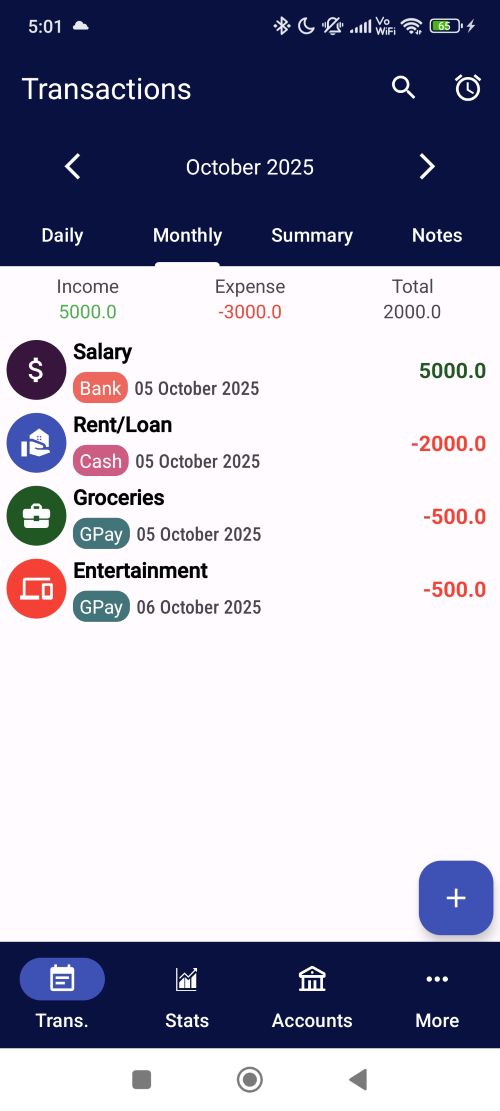 5:01 Vo WiFi 65
Transactions
October 2025
Daily Monthly Summary Notes
Income Expense Total
5000.0 -3000.0 2000.0
Salary
5000.0
Bank 05 October 2025
Rent/Loan
-2000.0
Cash 05 October 2025
Groceries
-500.0
GPay 05 October 2025
Entertainment
-500.0
GPay 06 October 2025
+
Trans. Stats Accounts More